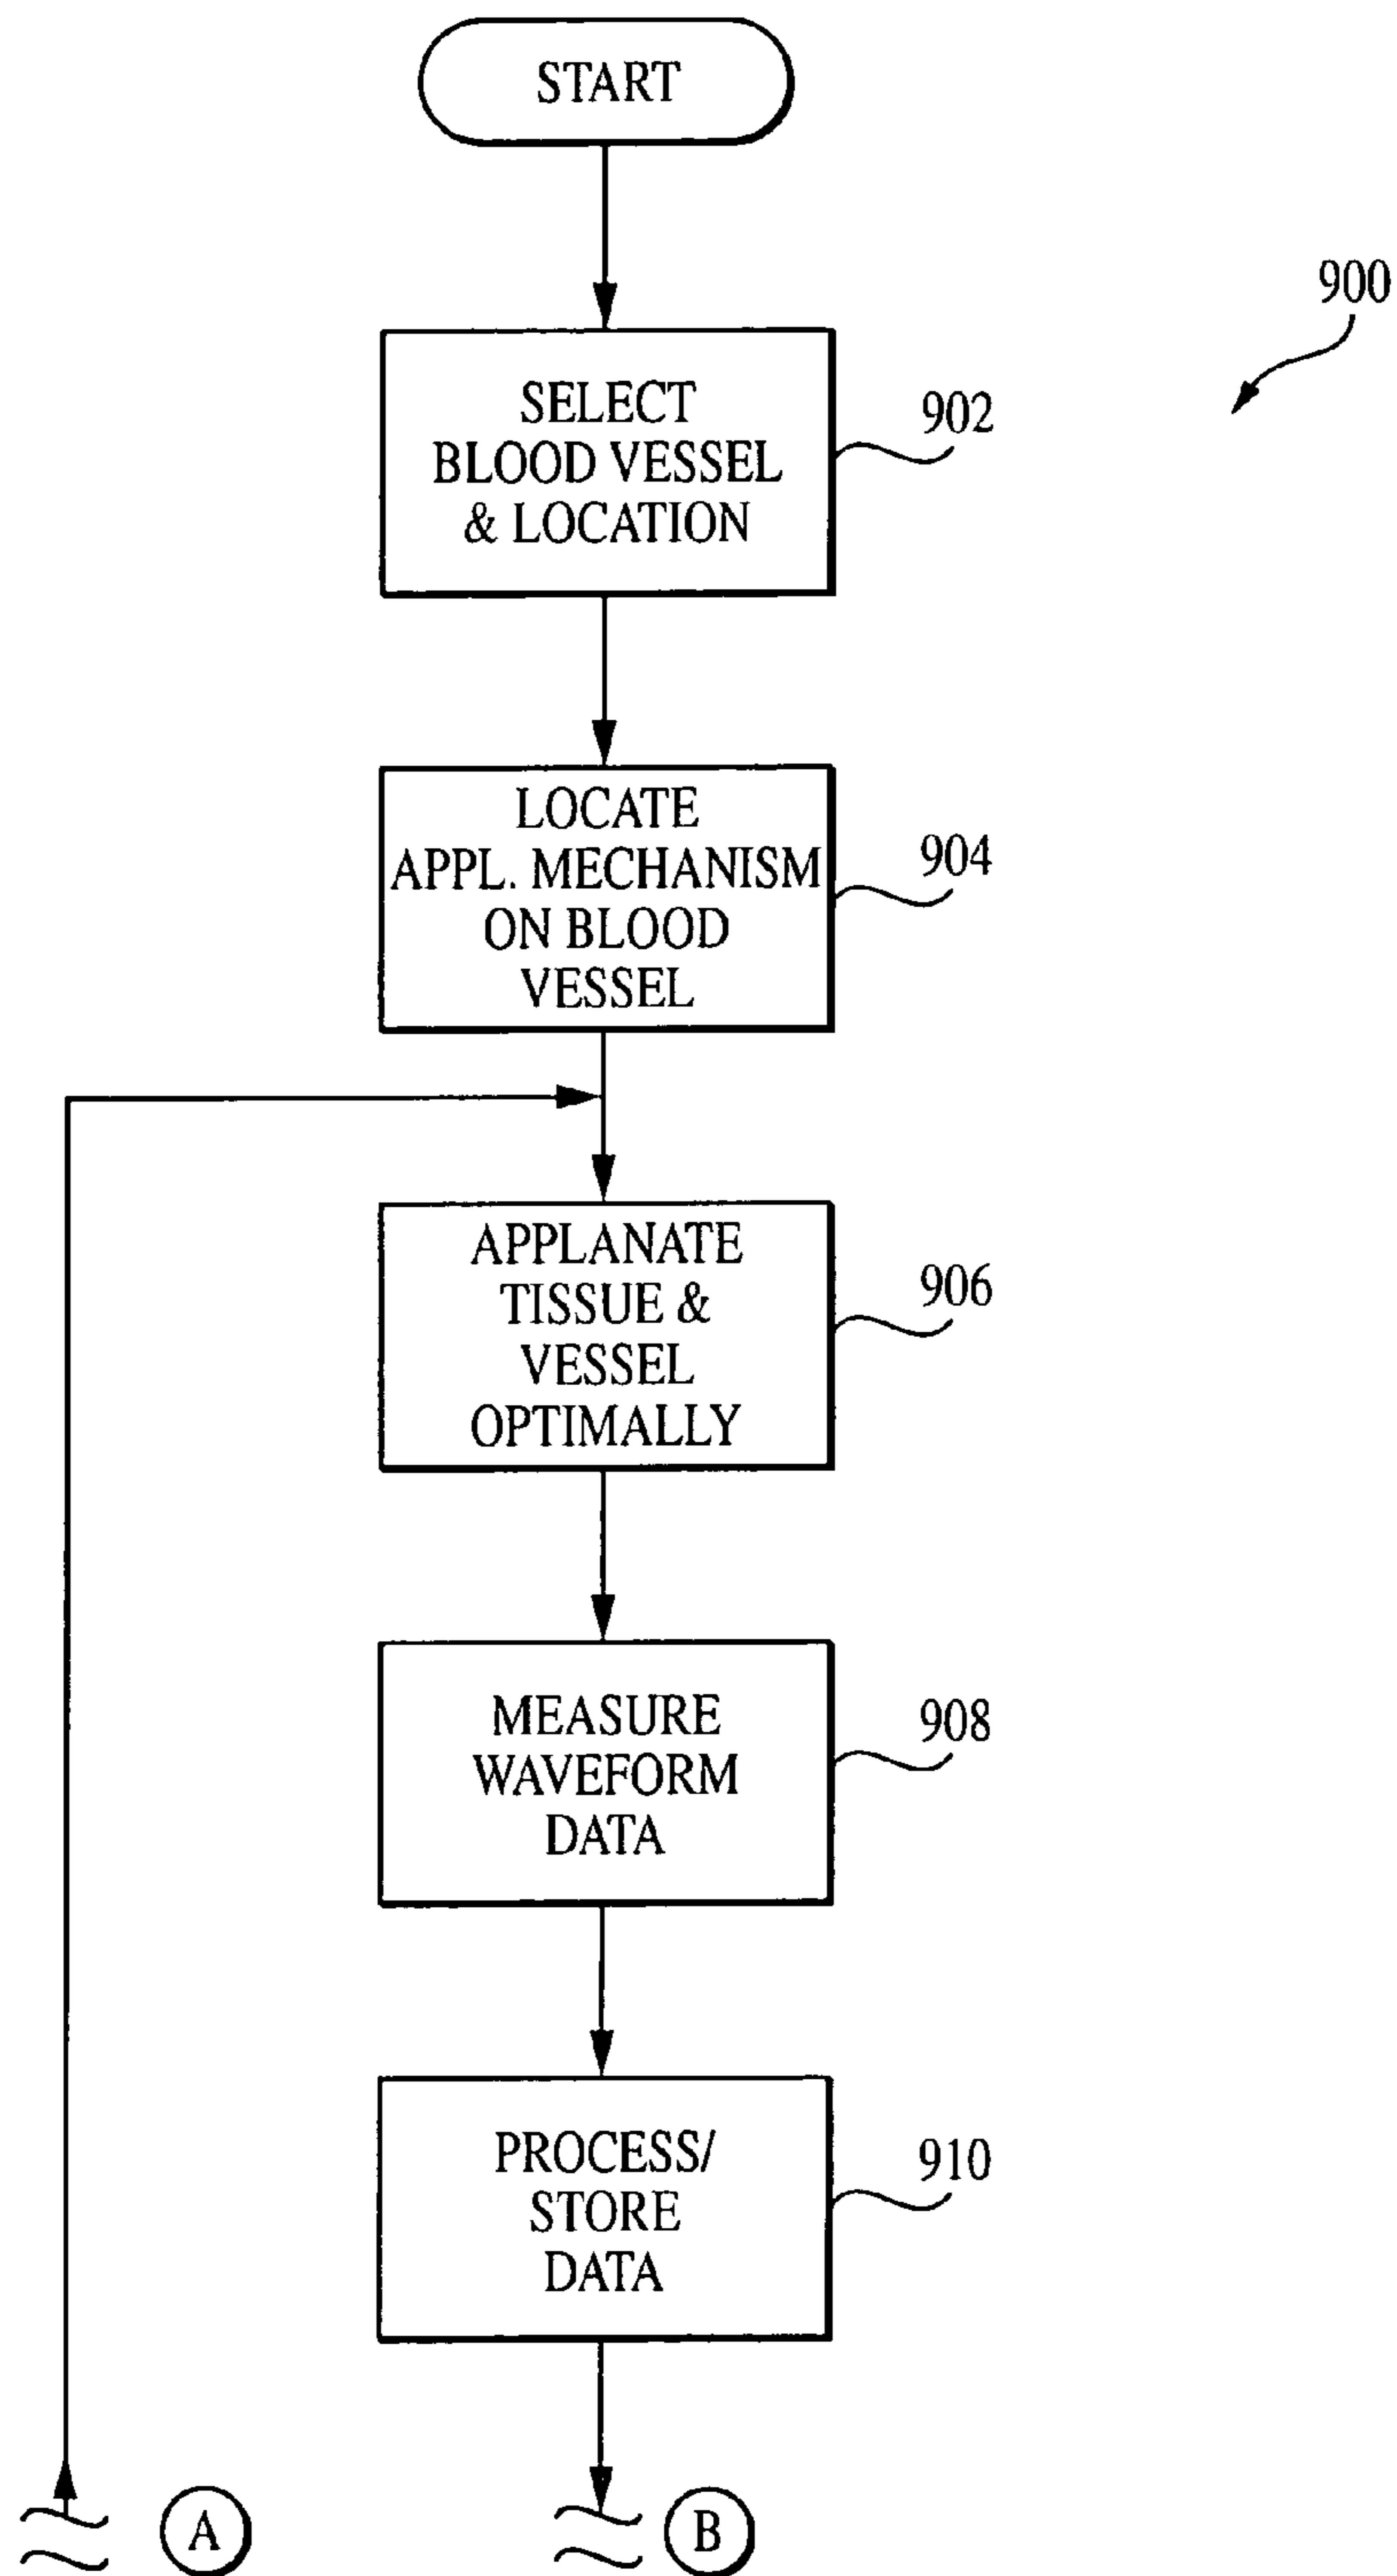 START
900
SELECT
BLOOD VESSEL
& LOCATION
902
LOCATE
APPL. MECHANISM
ON BLOOD
VESSEL
904
APPLANATE
TISSUE &
VESSEL
OPTIMALLY
906
MEASURE
WAVEFORM
DATA
908
PROCESS/
STORE
DATA
910
A
B